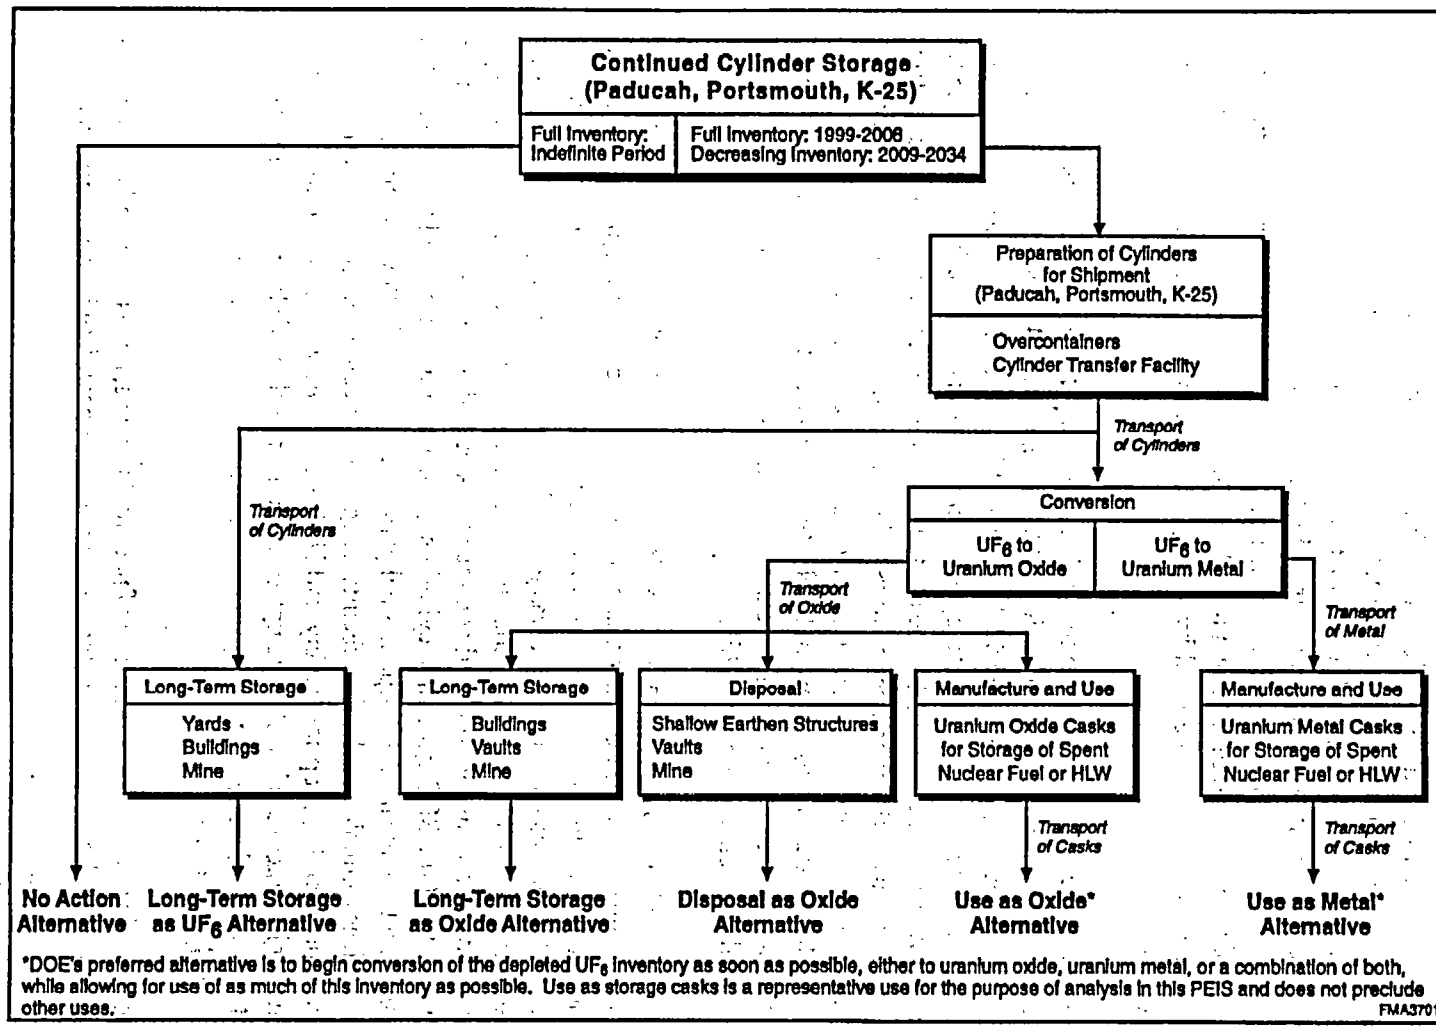 Continued Cylinder Storage
(Paducah, Portsmouth, K-25)
Full Inventory:
Indefinite Period
Full Inventory: 1999-2008
Decreasing Inventory: 2009-2034
Preparation of Cylinders
for Shipment
(Paducah, Portsmouth, K-25)
Overcontainers
Cylinder Transfer Facility
Transport
of Cylinders
Transport
of Cylinders
Conversion
UF6 to
Uranium Oxide
UF6 to
Uranium Metal
Transport
of Oxide
Transport
of Metal
Long-Term Storage
Yards
Buildings
Mine
Long-Term Storage
Buildings
Vaults
Mine
Disposal
Shallow Earthen Structures
Vaults
Mine
Manufacture and Use
Uranium Oxide Casks
for Storage of Spent
Nuclear Fuel or HLW
Manufacture and Use
Uranium Metal Casks
for Storage of Spent
Nuclear Fuel or HLW
Transport
of Casks
Transport
of Casks
No Action
Alternative
Long-Term Storage
as UF6 Alternative
Long-Term Storage
as Oxide Alternative
Disposal as Oxide
Alternative
Use as Oxide*
Alternative
Use as Metal*
Alternative
*DOE's preferred alternative is to begin conversion of the depleted UF6 inventory as soon as possible, either to uranium oxide, uranium metal, or a combination of both,
while allowing for use of as much of this inventory as possible. Use as storage casks is a representative use for the purpose of analysis in this PEIS and does not preclude
other uses.
FMA3701